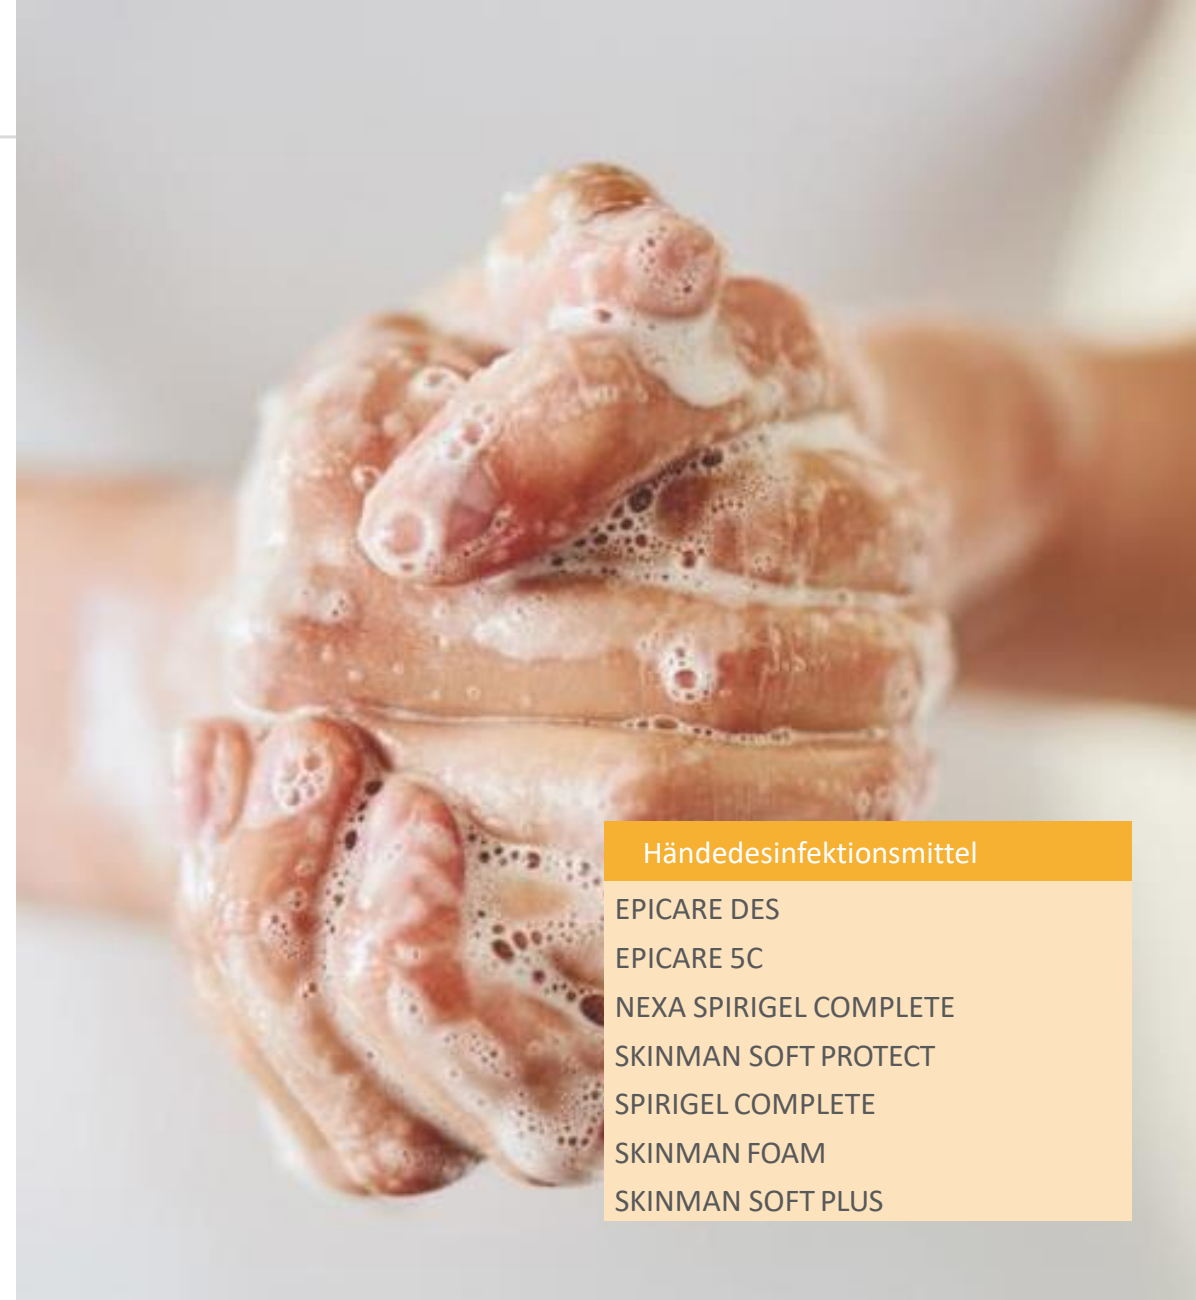 Händedesinfektionsmittel
EPICARE DES
EPICARE 5C
NEXA SPIRIGEL COMPLETE
SKINMAN SOFT PROTECT
SPIRIGEL COMPLETE
SKINMAN FOAM
SKINMAN SOFT PLUS